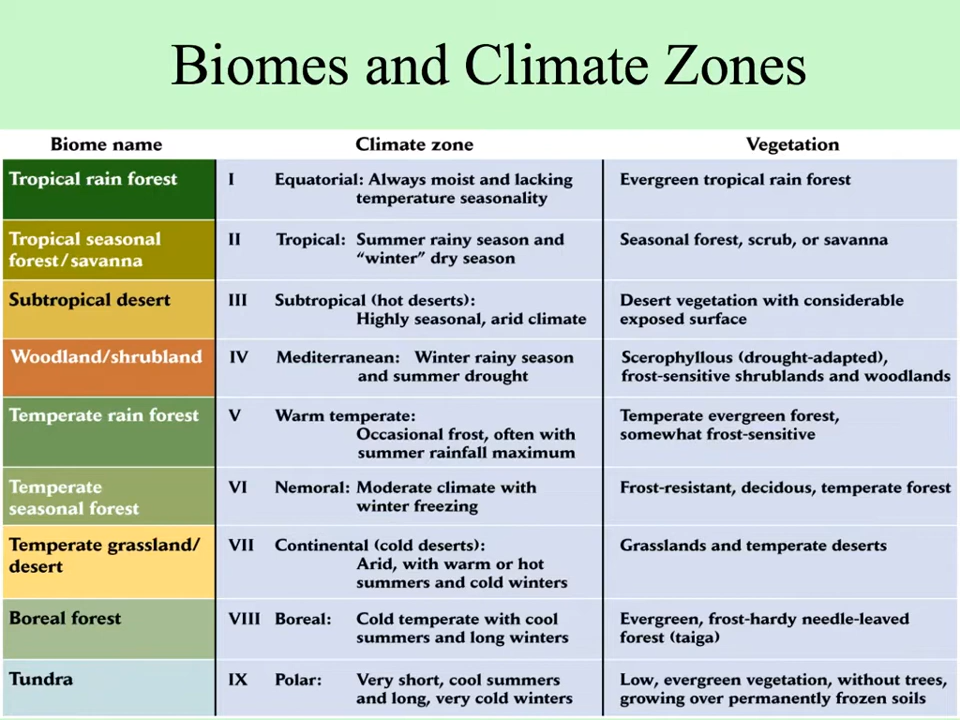 Biomes and Climate Zones
Biome name Climate zone Vegetation
Tropical rain forest I Equatorial: Always moist and lacking Evergreen tropical rain forest
temperature seasonality
Tropical seasonal II Tropical: Summer rainy season and Seasonal forest, scrub, or savanna
forest/savanna “winter” dry season
Subtropical desert III Subtropical (hot deserts): Desert vegetation with considerable
Highly seasonal, arid climate exposed surface
Woodland/shrubland IV Mediterranean: Winter rainy season Scerophyllous (drought-adapted),
and summer drought frost-sensitive shrublands and woodlands
Temperate rain forest V Warm temperate: Temperate evergreen forest,
Occasional frost, often with somewhat frost-sensitive
summer rainfall maximum
Temperate VI Nemoral: Moderate climate with Frost-resistant, decidous, temperate forest
seasonal forest winter freezing
Temperate grassland/ VII Continental (cold deserts): Grasslands and temperate deserts
desert Arid, with warm or hot
summers and cold winters
Boreal forest VIII Boreal: Cold temperate with cool Evergreen, frost-hardy needle-leaved
summers and long winters forest (taiga)
Tundra IX Polar: Very short, cool summers Low, evergreen vegetation, without trees,
and long, very cold winters growing over permanently frozen soils